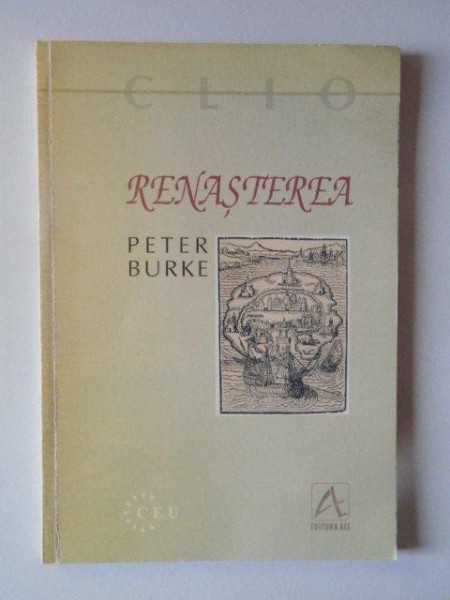 CLIO
RENAȘTEREA
PETER
BURKE
CEU
EDITURA ALL